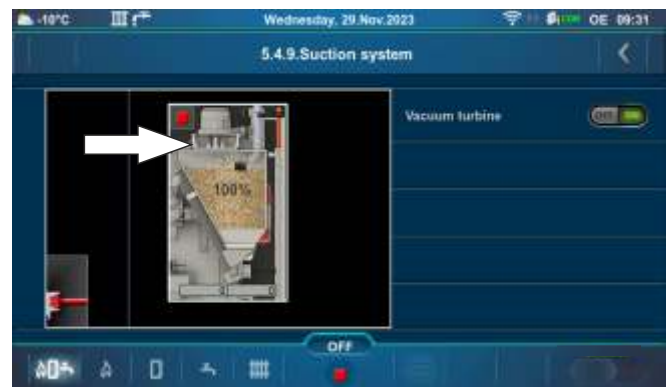 -10°C Wednesday, 29.Nov.2023 OE 09:31
5.4.9.Suction system
Vacuum turbine OFF
100%
OFF